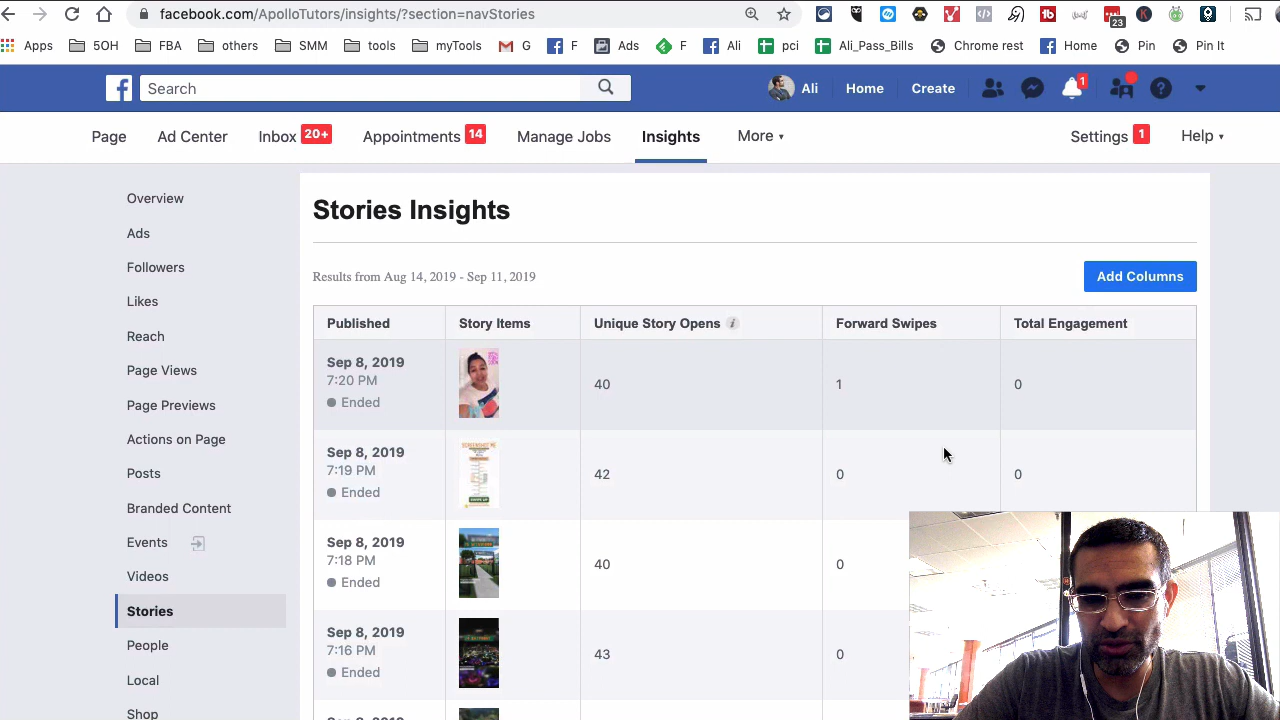 facebook.com/ApolloTutors/insights/?section=navStories
23
Apps 5OH FBA others SMM tools myTools G F Ads F Ali pci Ali_Pass_Bills Chrome rest Home Pin Pin It
Search Ali Home Create 1
Page Ad Center Inbox 20+ Appointments 14 Manage Jobs Insights More Settings 1 Help
Overview
Ads
Followers
Likes
Reach
Page Views
Page Previews
Actions on Page
Posts
Branded Content
Events
Videos
Stories
People
Local
Shop
Stories Insights
Results from Aug 14, 2019 - Sep 11, 2019
Add Columns
Published Story Items Unique Story Opens Forward Swipes Total Engagement
Sep 8, 2019
7:20 PM
Ended
40 1 0
Sep 8, 2019
7:19 PM
Ended
42 0 0
Sep 8, 2019
7:18 PM
Ended
40 0
Sep 8, 2019
7:16 PM
Ended
43 0